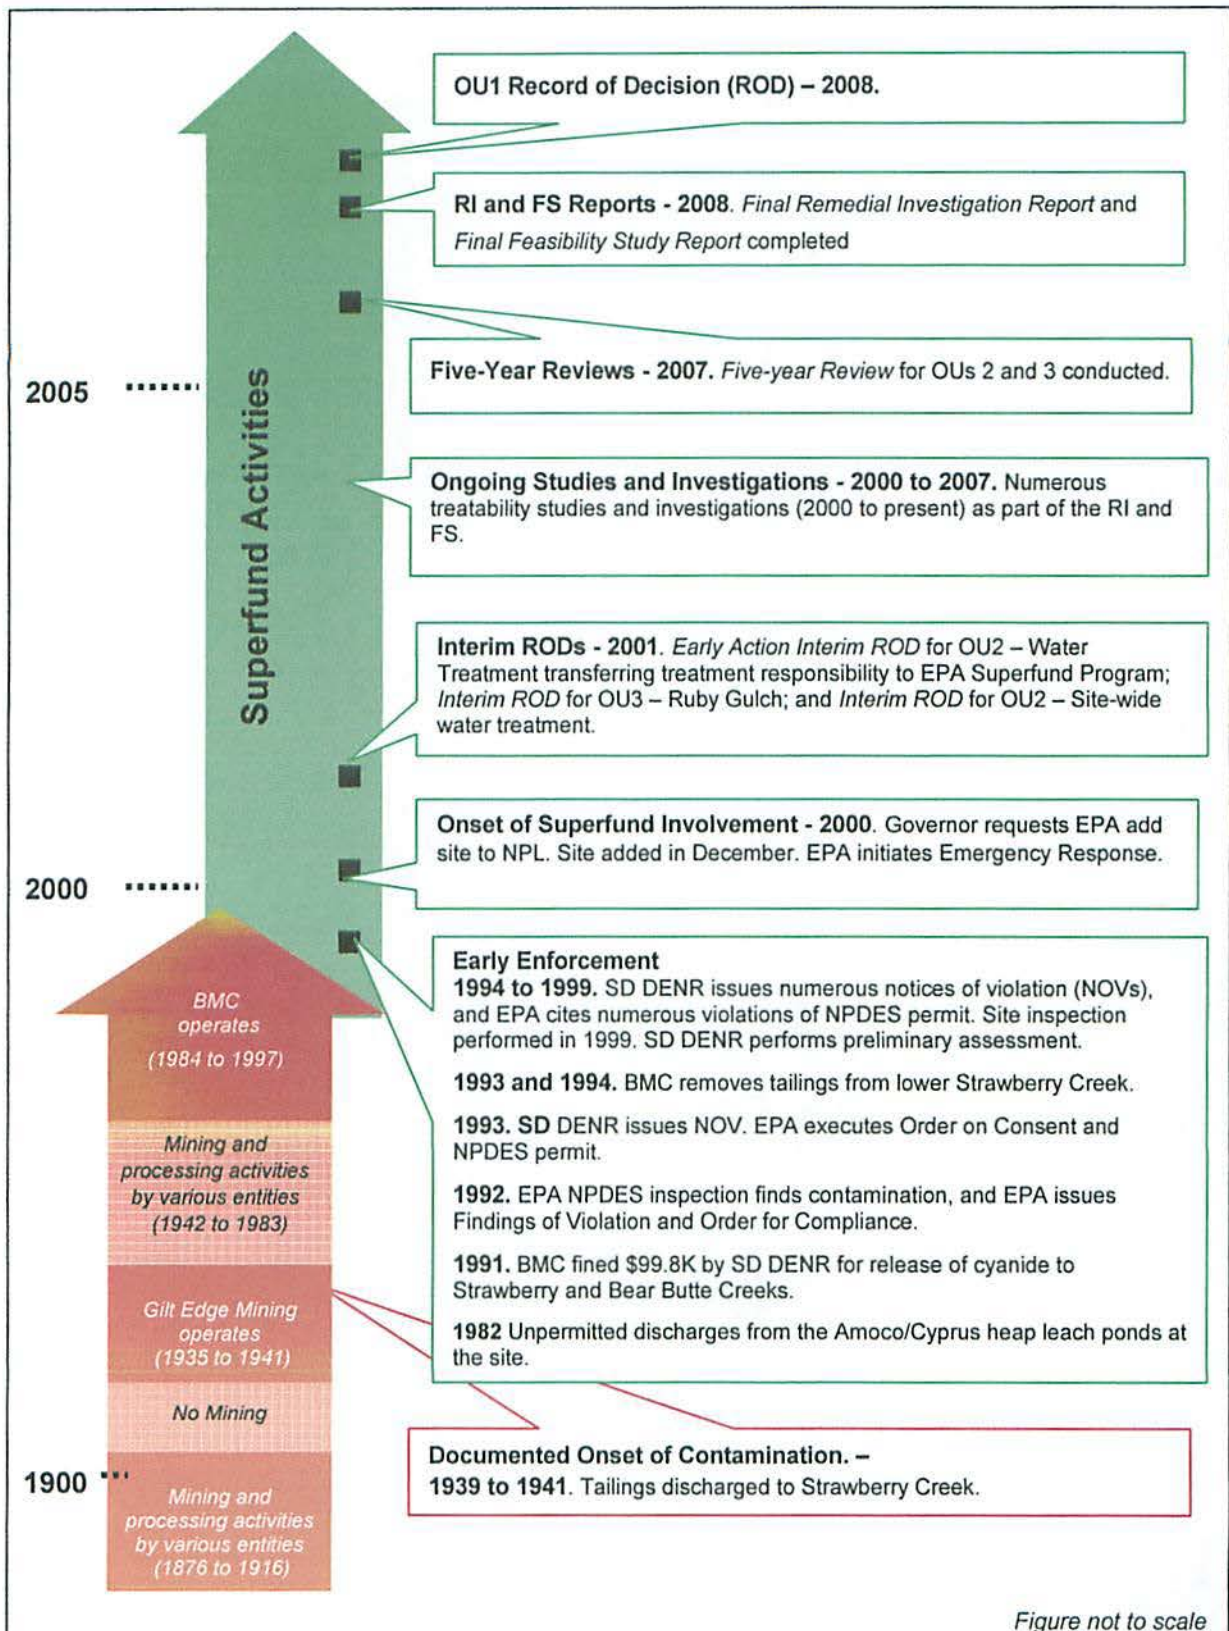 OU1 Record of Decision (ROD) – 2008.
RI and FS Reports - 2008. Final Remedial Investigation Report and
Final Feasibility Study Report completed
Five-Year Reviews - 2007. Five-year Review for OUs 2 and 3 conducted.
2005
Superfund Activities
Ongoing Studies and Investigations - 2000 to 2007. Numerous
treatability studies and investigations (2000 to present) as part of the RI and
FS.
Interim RODs - 2001. Early Action Interim ROD for OU2 – Water
Treatment transferring treatment responsibility to EPA Superfund Program;
Interim ROD for OU3 – Ruby Gulch; and Interim ROD for OU2 – Site-wide
water treatment.
Onset of Superfund Involvement - 2000. Governor requests EPA add
site to NPL. Site added in December. EPA initiates Emergency Response.
2000
Early Enforcement
1994 to 1999. SD DENR issues numerous notices of violation (NOVs),
and EPA cites numerous violations of NPDES permit. Site inspection
performed in 1999. SD DENR performs preliminary assessment.
1993 and 1994. BMC removes tailings from lower Strawberry Creek.
1993. SD DENR issues NOV. EPA executes Order on Consent and
NPDES permit.
1992. EPA NPDES inspection finds contamination, and EPA issues
Findings of Violation and Order for Compliance.
1991. BMC fined $99.8K by SD DENR for release of cyanide to
Strawberry and Bear Butte Creeks.
1982 Unpermitted discharges from the Amoco/Cyprus heap leach ponds at
the site.
BMC
operates
(1984 to 1997)
Mining and
processing activities
by various entities
(1942 to 1983)
Gilt Edge Mining
operates
(1935 to 1941)
No Mining
Documented Onset of Contamination. –
1939 to 1941. Tailings discharged to Strawberry Creek.
1900
Mining and
processing activities
by various entities
(1876 to 1916)
Figure not to scale